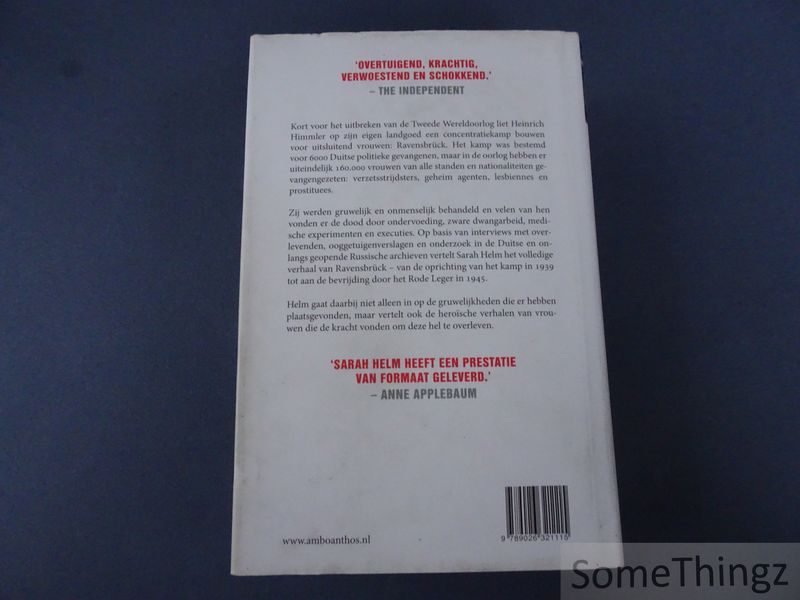 'OVERTUIGEND, KRACHTIG,
VERWOESTEND EN SCHOKKEND.'
– THE INDEPENDENT
Kort voor het uitbreken van de Tweede Wereldoorlog liet Heinrich
Himmler op zijn eigen landgoed een concentratiekamp bouwen
voor uitsluitend vrouwen: Ravensbrück. Het kamp was bestemd
voor 6000 Duitse politieke gevangenen, maar in de oorlog hebben er
uiteindelijk 160.000 vrouwen van alle standen en nationaliteiten ge-
vangengezeten: verzetsstrijdsters, geheim agenten, lesbiennes en
prostituees.
Zij werden gruwelijk en onmenselijk behandeld en velen van hen
vonden er de dood door ondervoeding, zware dwangarbeid, medi-
sche experimenten en executies. Op basis van interviews met over-
levenden, ooggetuigenverslagen en onderzoek in de Duitse en on-
langs geopende Russische archieven vertelt Sarah Helm het volledige
verhaal van Ravensbrück – van de oprichting van het kamp in 1939
tot aan de bevrijding door het Rode Leger in 1945.
Helm gaat daarbij niet alleen in op de gruwelijkheden die er hebben
plaatsgevonden, maar vertelt ook de heroïsche verhalen van vrou-
wen die de kracht vonden om deze hel te overleven.
'SARAH HELM HEEFT EEN PRESTATIE
VAN FORMAAT GELEVERD.'
– ANNE APPLEBAUM
www.amboanthos.nl
9 789026 321115
SomeThingz